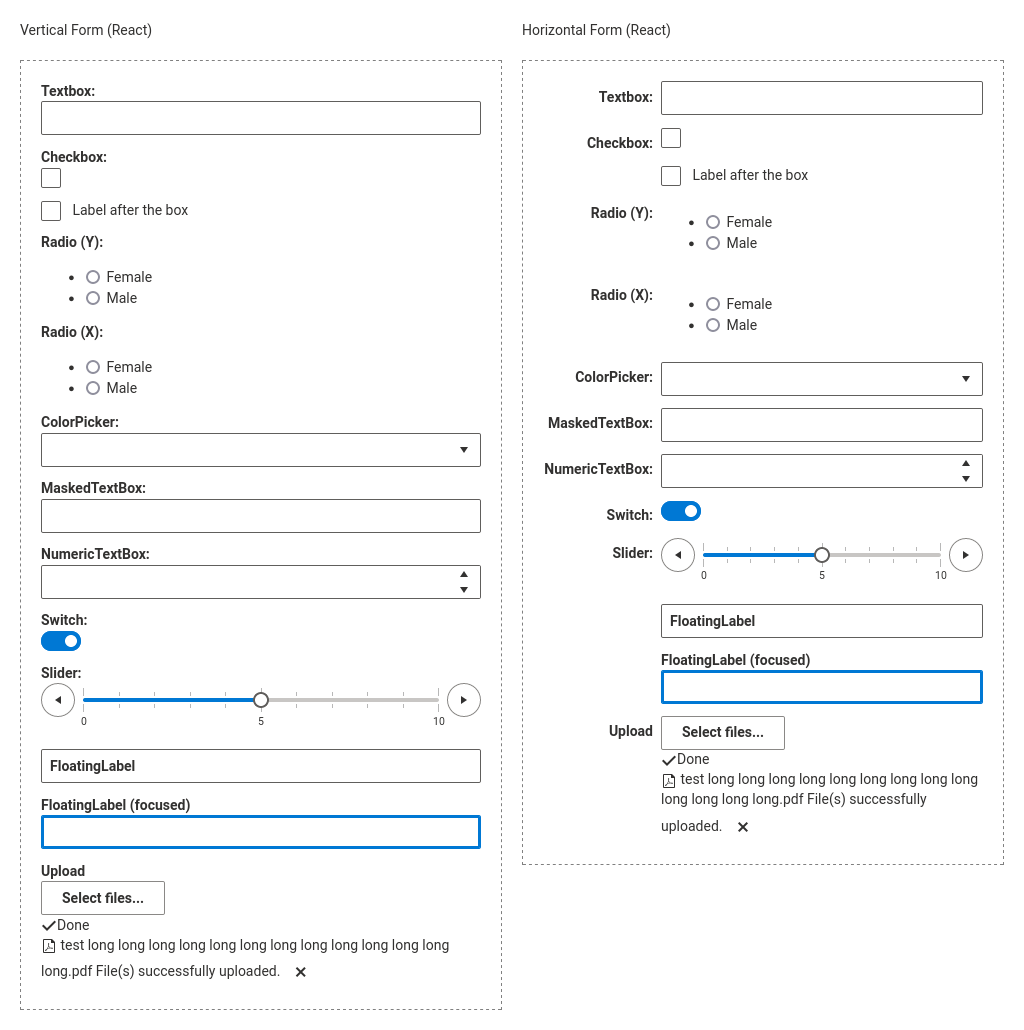 Vertical Form (React)
Textbox:
Checkbox:
Label after the box
Radio (Y):
• Female
• Male
Radio (X):
• Female
• Male
ColorPicker:
MaskedTextBox:
NumericTextBox:
Switch:
Slider:
0 5 10
FloatingLabel
FloatingLabel (focused)
Upload
Select files...
Done
test long long long long long long long long long long long long
long.pdf File(s) successfully uploaded.
Horizontal Form (React)
Textbox:
Checkbox:
Label after the box
Radio (Y):
• Female
• Male
Radio (X):
• Female
• Male
ColorPicker:
MaskedTextBox:
NumericTextBox:
Switch:
Slider:
0 5 10
FloatingLabel
FloatingLabel (focused)
Upload Select files...
Done
test long long long long long long long long long
long long long long.pdf File(s) successfully
uploaded.